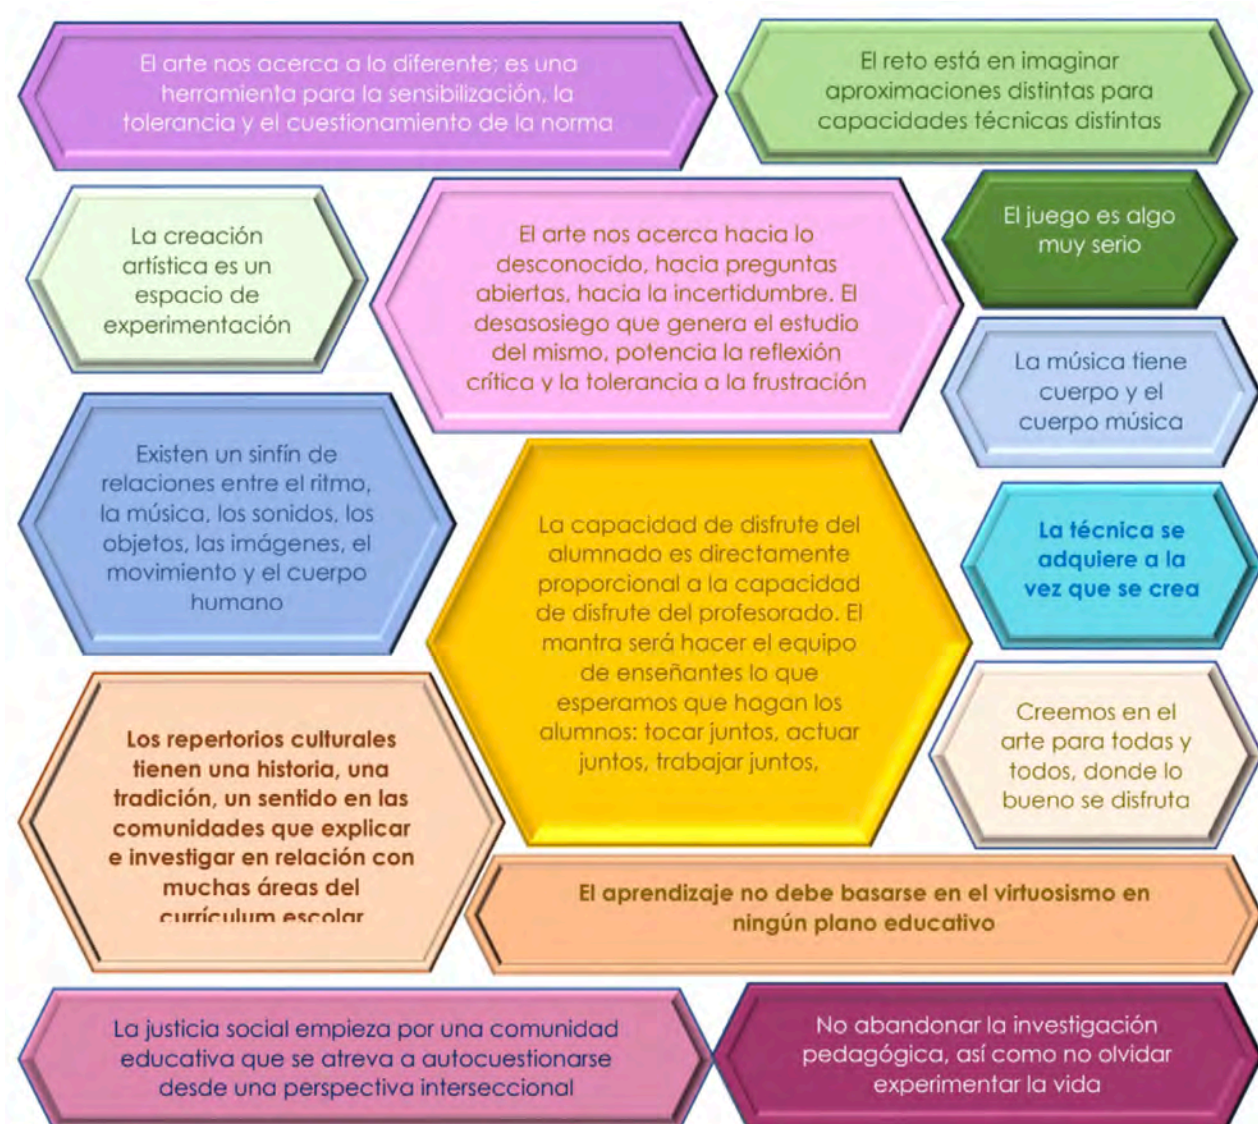 El arte nos acerca a lo diferente; es una
herramienta para la sensibilización, la
tolerancia y el cuestionamiento de la norma
El reto está en imaginar
aproximaciones distintas para
capacidades técnicas distintas
La creación
artística es un
espacio de
experimentación
El arte nos acerca hacia lo
desconocido, hacia preguntas
abiertas, hacia la incertidumbre. El
desasosiego que genera el estudio
del mismo, potencia la reflexión
crítica y la tolerancia a la frustración
El juego es algo
muy serio
La música tiene
cuerpo y el
cuerpo música
Existen un sinfín de
relaciones entre el ritmo,
la música, los sonidos, los
objetos, las imágenes, el
movimiento y el cuerpo
humano
La capacidad de disfrute del
alumnado es directamente
proporcional a la capacidad
de disfrute del profesorado. El
mantra será hacer el equipo
de enseñantes lo que
esperamos que hagan los
alumnos: tocar juntos, actuar
juntos, trabajar juntos,
La técnica se
adquiere a la
vez que se crea
Los repertorios culturales
tienen una historia, una
tradición, un sentido en las
comunidades que explicar
e investigar en relación con
muchas áreas del
currículum escolar
Creemos en el
arte para todas y
todos, donde lo
bueno se disfruta
El aprendizaje no debe basarse en el virtuosismo en
ningún plano educativo
La justicia social empieza por una comunidad
educativa que se atreva a autocuestionarse
desde una perspectiva interseccional
No abandonar la investigación
pedagógica, así como no olvidar
experimentar la vida